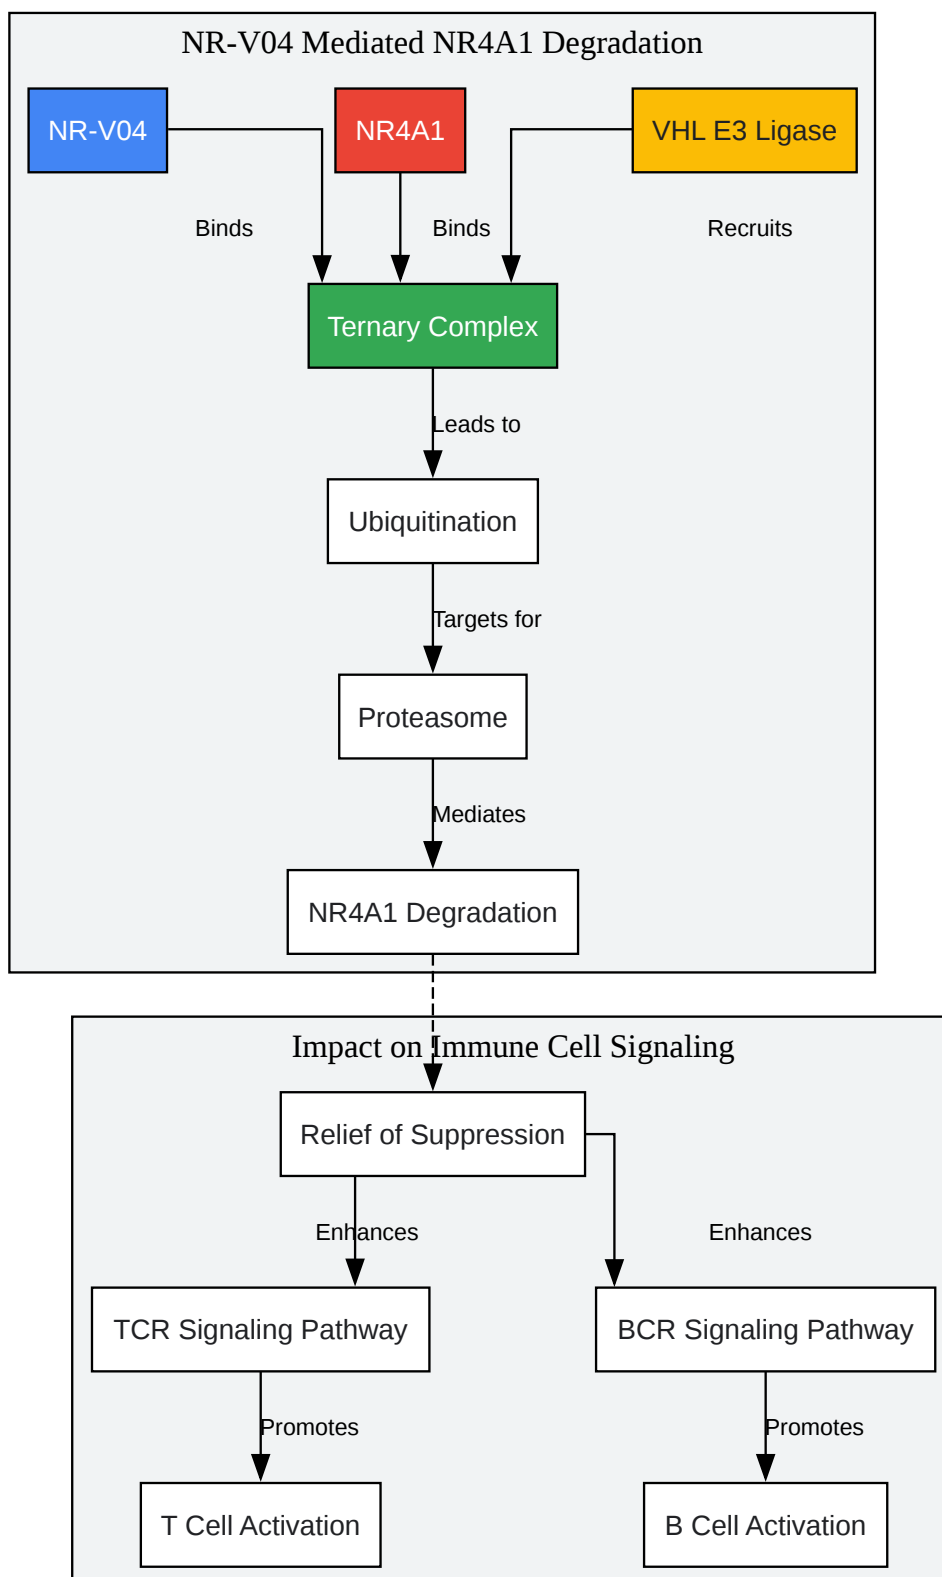 NR-V04 Mediated NR4A1 Degradation
NR-V04
NR4A1
VHL E3 Ligase
Binds
Binds
Recruits
Ternary Complex
Leads to
Ubiquitination
Targets for
Proteasome
Mediates
NR4A1 Degradation
Impact on Immune Cell Signaling
Relief of Suppression
Enhances
Enhances
TCR Signaling Pathway
BCR Signaling Pathway
Promotes
Promotes
T Cell Activation
B Cell Activation